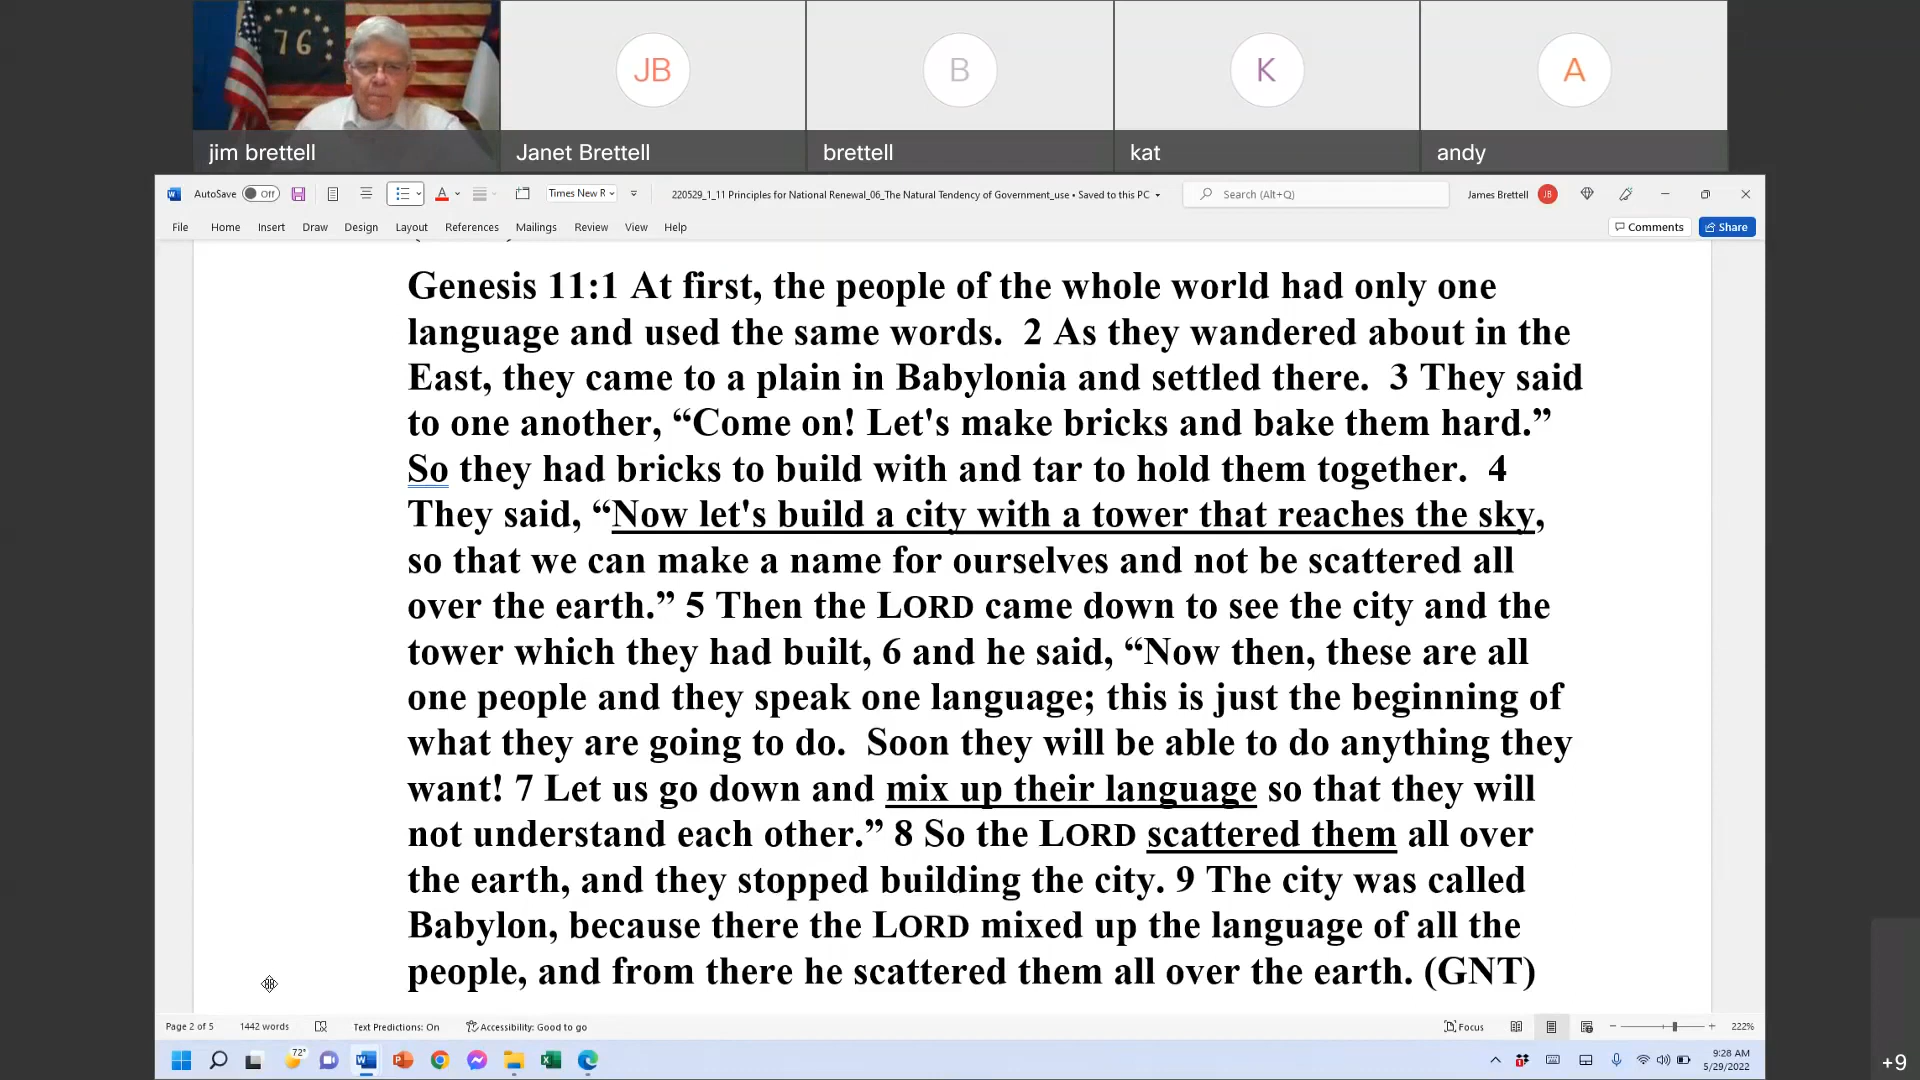 76
JB
B
K
A
jim brettell
Janet Brettell
brettell
kat
andy
AutoSave Off
Times New R
220529_1_11 Principles for National Renewal_06_The Natural Tendency of Government_use • Saved to this PC
Search (Alt+Q)
James Brettell JB
File Home Insert Draw Design Layout References Mailings Review View Help
Comments Share
Genesis 11:1 At first, the people of the whole world had only one
language and used the same words.  2 As they wandered about in the
East, they came to a plain in Babylonia and settled there.  3 They said
to one another, “Come on! Let's make bricks and bake them hard.”
So they had bricks to build with and tar to hold them together.  4
They said, “Now let's build a city with a tower that reaches the sky,
so that we can make a name for ourselves and not be scattered all
over the earth.” 5 Then the LORD came down to see the city and the
tower which they had built, 6 and he said, “Now then, these are all
one people and they speak one language; this is just the beginning of
what they are going to do.  Soon they will be able to do anything they
want! 7 Let us go down and mix up their language so that they will
not understand each other.” 8 So the LORD scattered them all over
the earth, and they stopped building the city. 9 The city was called
Babylon, because there the LORD mixed up the language of all the
people, and from there he scattered them all over the earth. (GNT)
Page 2 of 5 1442 words Text Predictions: On Accessibility: Good to go Focus 222%
72°
9:28 AM
5/29/2022
+9